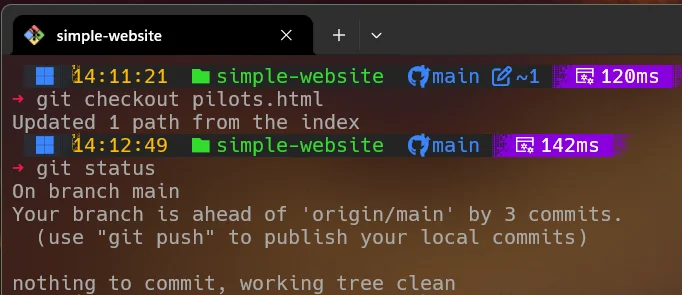 simple-website
14:11:21 simple-website main ~1 120ms
→ git checkout pilots.html
Updated 1 path from the index
14:12:49 simple-website main 142ms
→ git status
On branch main
Your branch is ahead of 'origin/main' by 3 commits.
(use "git push" to publish your local commits)
nothing to commit, working tree clean